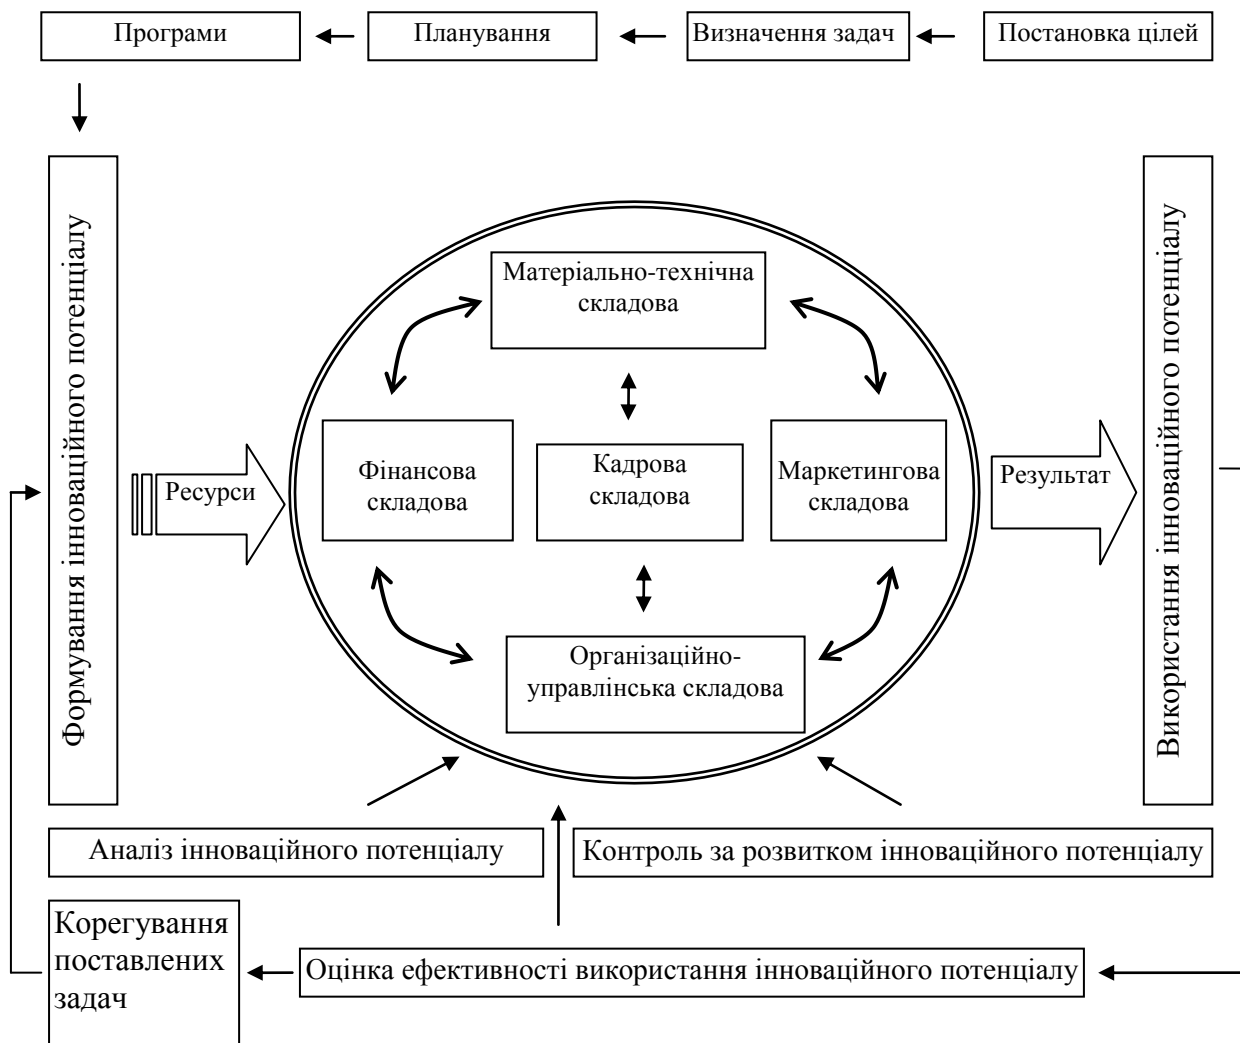 Програми
Планування
Визначення задач
Постановка цілей
Формування інноваційного потенціалу
Використання інноваційного потенціалу
Матеріально-технічна
складова
Ресурси
Фінансова
складова
Кадрова
складова
Маркетингова
складова
Результат
Організаційно-
управлінська складова
Аналіз інноваційного потенціалу
Контроль за розвитком інноваційного потенціалу
Корегування
поставлених
задач
Оцінка ефективності використання інноваційного потенціалу